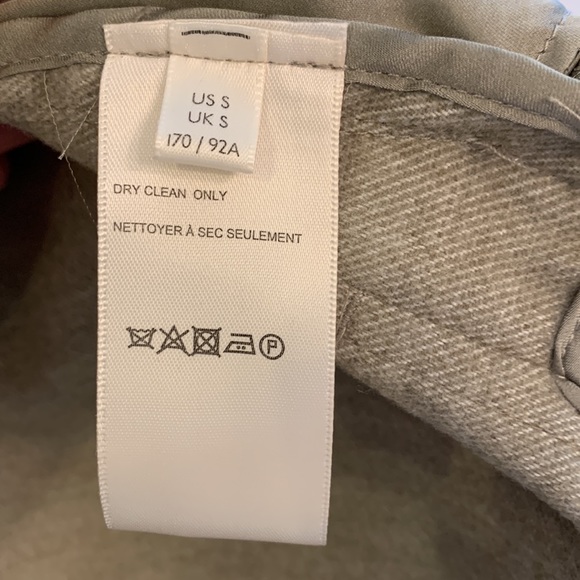 US S
UK S
170 / 92A
DRY CLEAN ONLY
NETTOYER À SEC SEULEMENT
P